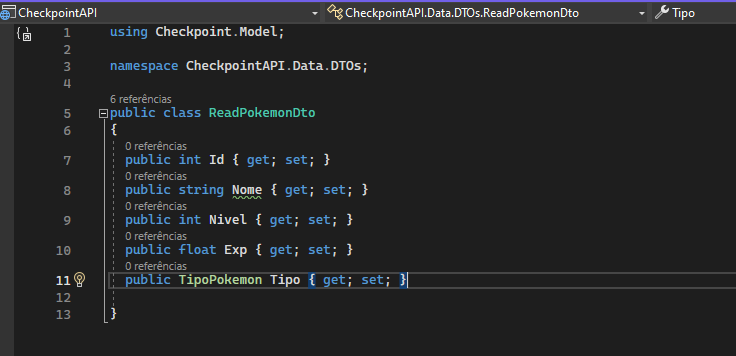 CheckpointAPI CheckpointAPI.Data.DTOs.ReadPokemonDto Tipo
1 using Checkpoint.Model;
2
3 namespace CheckpointAPI.Data.DTOs;
4
6 referências
5 public class ReadPokemonDto
6 {
0 referências
7 public int Id { get; set; }
0 referências
8 public string Nome { get; set; }
0 referências
9 public int Nivel { get; set; }
0 referências
10 public float Exp { get; set; }
0 referências
11 public TipoPokemon Tipo { get; set; }
12
13 }